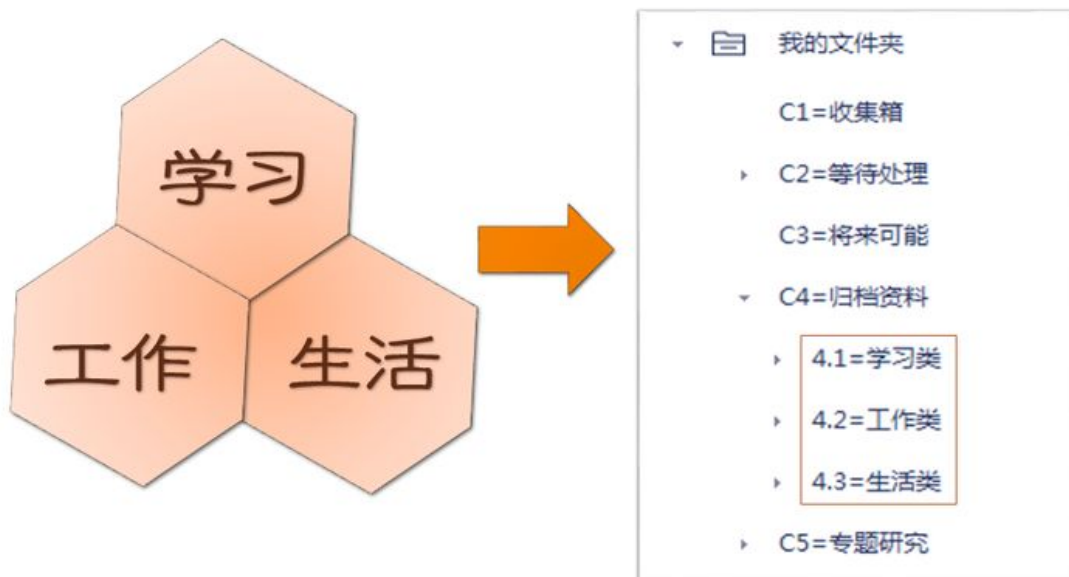 学习
工作
生活
我的文件夹
C1=收集箱
C2=等待处理
C3=将来可能
C4=归档资料
4.1=学习类
4.2=工作类
4.3=生活类
C5=专题研究